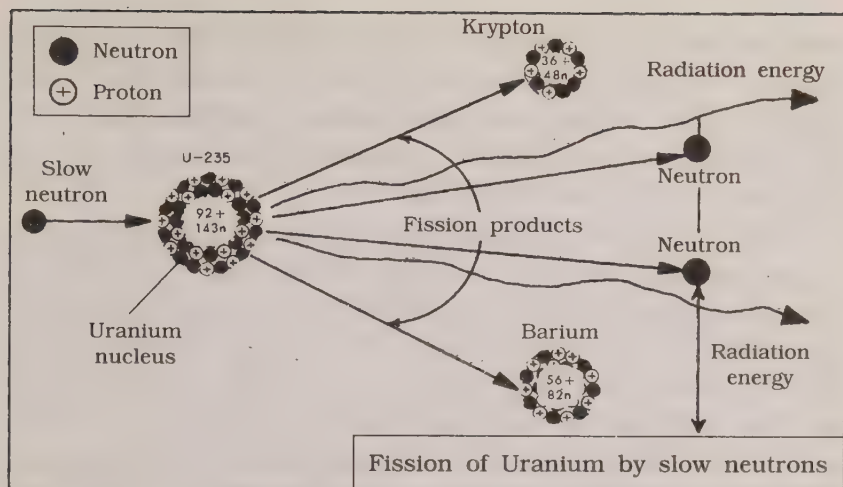 Neutron
Proton
Krypton
36 +
48n
Radiation energy
U-235
Slow
neutron
92 +
143n
Neutron
Fission products
Neutron
Uranium
nucleus
Barium
56 +
82n
Radiation
energy
Fission of Uranium by slow neutrons